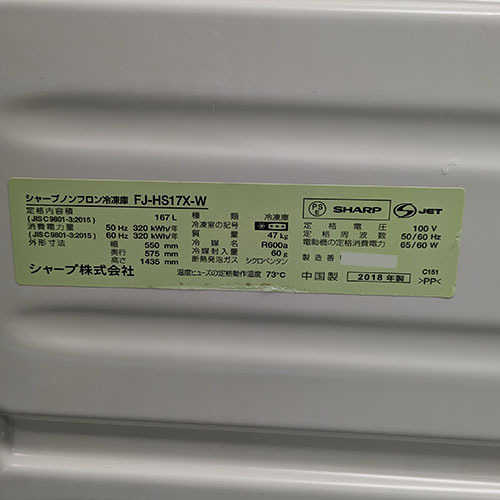 シャープノンフロン冷凍庫 FJ-HS17X-W
定格内容積 167 L
(JISC9801-3:2015)
消費電力量 50 Hz 320 kWh/年
(JISC9801-3:2015) 60 Hz 320 kWh/年
外形寸法 幅 550 mm
奥行 575 mm
高さ 1435 mm
シャープ株式会社
種類 冷凍庫
冷凍室の記号
質量 47 kg
冷媒名 R600a
冷媒封入量 60 g
断熱発泡ガス シクロペンタン
温度ヒューズの定格動作温度 73°C
PSE SHARP S JET
定格電圧 100 V
定格周波数 50/60 Hz
電動機の定格消費電力 65/60 W
製造番
中国製 2018 年製
C151
>PP<